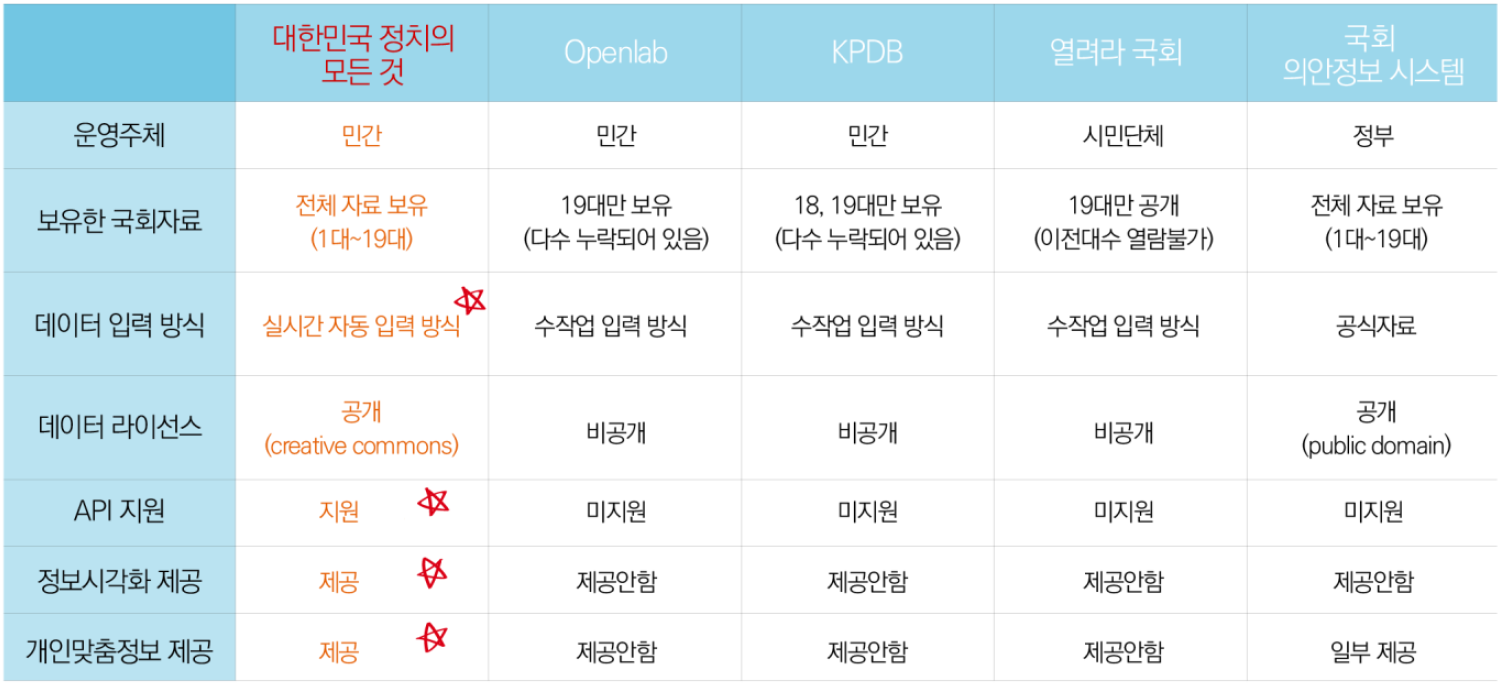 대한민국 정치의
모든 것
Openlab
KPDB
열려라 국회
국회
의안정보 시스템
운영주체
민간
민간
민간
시민단체
정부
보유한 국회자료
전체 자료 보유
(1대~19대)
19대만 보유
(다수 누락되어 있음)
18, 19대만 보유
(다수 누락되어 있음)
19대만 공개
(이전대수 열람불가)
전체 자료 보유
(1대~19대)
데이터 입력 방식
실시간 자동 입력 방식
수작업 입력 방식
수작업 입력 방식
수작업 입력 방식
공식자료
데이터 라이선스
공개
(creative commons)
비공개
비공개
비공개
공개
(public domain)
API 지원
지원
미지원
미지원
미지원
미지원
정보시각화 제공
제공
제공안함
제공안함
제공안함
제공안함
개인맞춤정보 제공
제공
제공안함
제공안함
제공안함
일부 제공